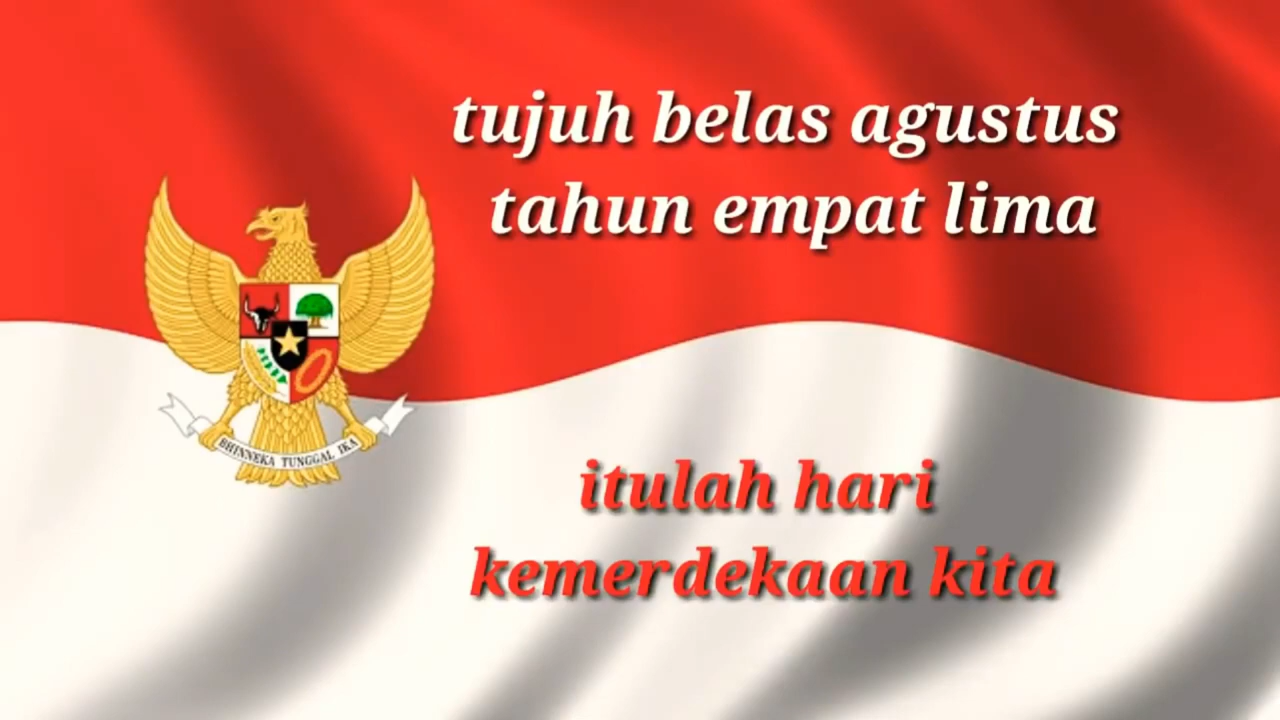 tujuh belas agustus
tahun empat lima
BHINNEKA TUNGGAL IKA
itulah hari
kemerdekaan kita